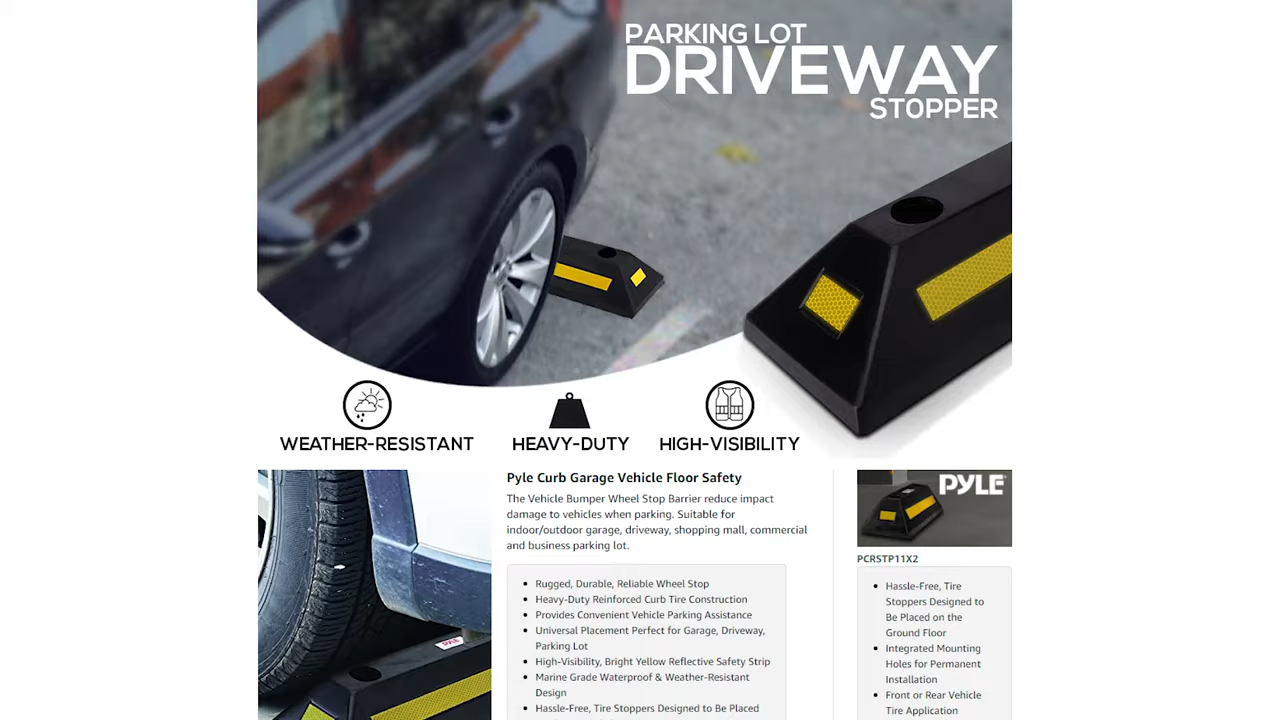 PARKING LOT
DRIVEWAY
STOPPER
WEATHER-RESISTANT
HEAVY-DUTY
HIGH-VISIBILITY
PYLE
Pyle Curb Garage Vehicle Floor Safety
The Vehicle Bumper Wheel Stop Barrier reduce impact
damage to vehicles when parking. Suitable for
indoor/outdoor garage, driveway, shopping mall, commercial
and business parking lot.
• Rugged, Durable, Reliable Wheel Stop
• Heavy-Duty Reinforced Curb Tire Construction
• Provides Convenient Vehicle Parking Assistance
• Universal Placement Perfect for Garage, Driveway,
Parking Lot
• High-Visibility, Bright Yellow Reflective Safety Strip
• Marine Grade Waterproof & Weather-Resistant
Design
• Hassle-Free, Tire Stoppers Designed to Be Placed
PYLE
PCRSTP11X2
• Hassle-Free, Tire
Stoppers Designed to
Be Placed on the
Ground Floor
• Integrated Mounting
Holes for Permanent
Installation
• Front or Rear Vehicle
Tire Application